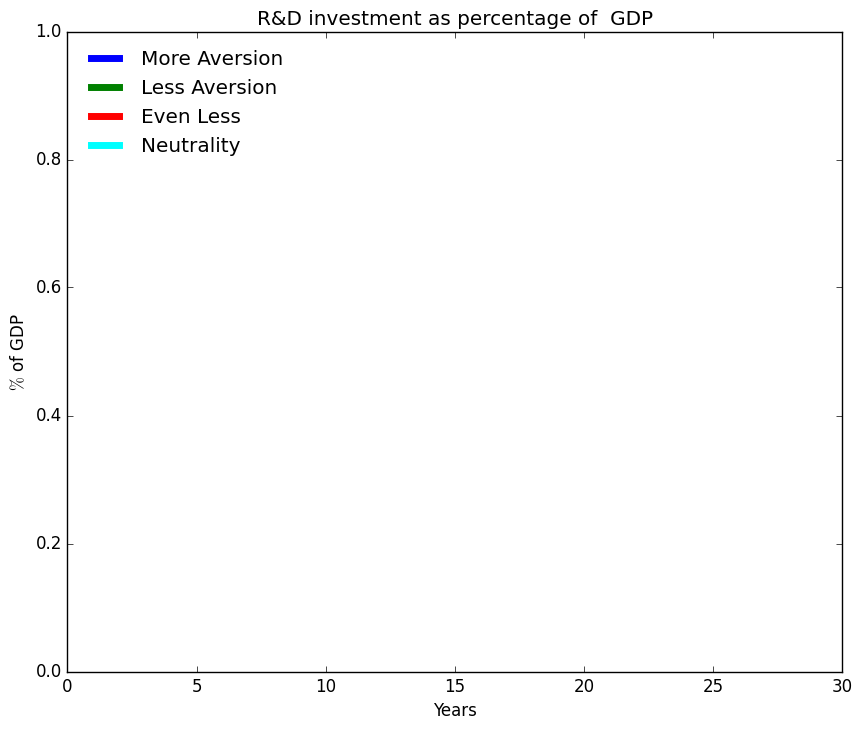 R&D investment as percentage of  GDP
1.0
0.8
0.6
0.4
0.2
0.0
% of GDP
More Aversion
Less Aversion
Even Less
Neutrality
0 5 10 15 20 25 30
Years